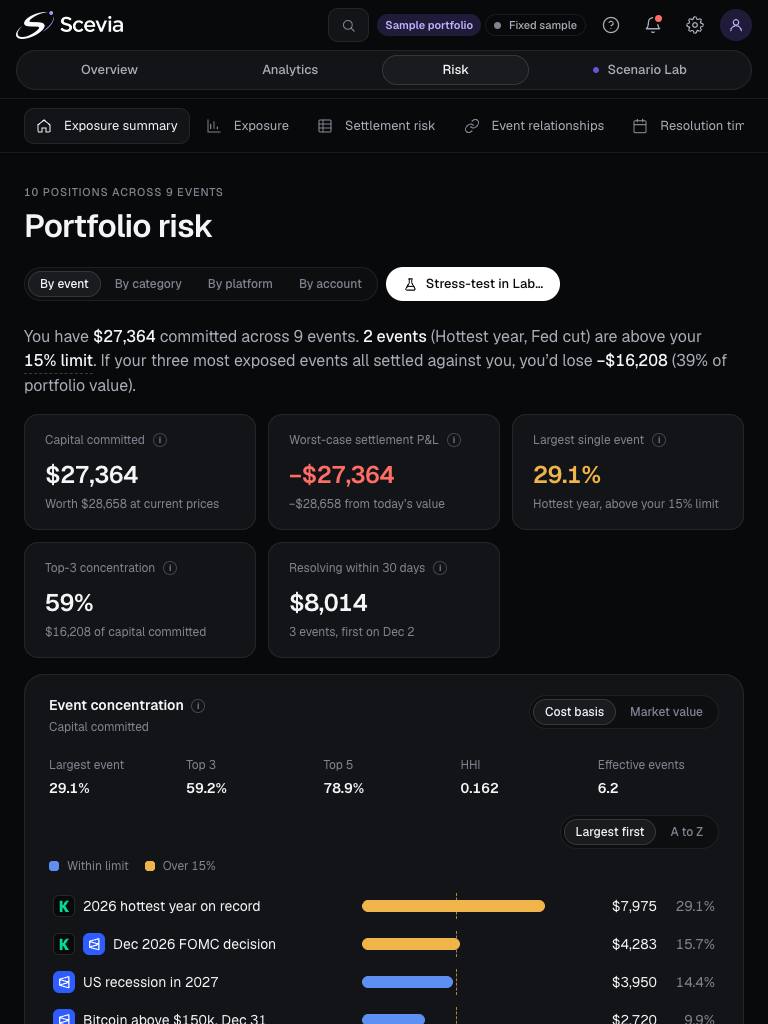 Scevia
Sample portfolio
Fixed sample
Overview
Analytics
Risk
Scenario Lab
Exposure summary
Exposure
Settlement risk
Event relationships
Resolution tim
10 POSITIONS ACROSS 9 EVENTS
Portfolio risk
By event
By category
By platform
By account
Stress-test in Lab…
You have $27,364 committed across 9 events. 2 events (Hottest year, Fed cut) are above your
15% limit. If your three most exposed events all settled against you, you’d lose –$16,208 (39% of
portfolio value).
Capital committed
$27,364
Worth $28,658 at current prices
Worst-case settlement P&L
–$27,364
–$28,658 from today's value
Largest single event
29.1%
Hottest year, above your 15% limit
Top-3 concentration
59%
$16,208 of capital committed
Resolving within 30 days
$8,014
3 events, first on Dec 2
Event concentration
Capital committed
Cost basis
Market value
Largest event
29.1%
Top 3
59.2%
Top 5
78.9%
HHI
0.162
Effective events
6.2
Largest first
A to Z
Within limit
Over 15%
K 2026 hottest year on record $7,975 29.1%
K Dec 2026 FOMC decision $4,283 15.7%
US recession in 2027 $3,950 14.4%
Bitcoin above $150k, Dec 31 $2,720 9.9%